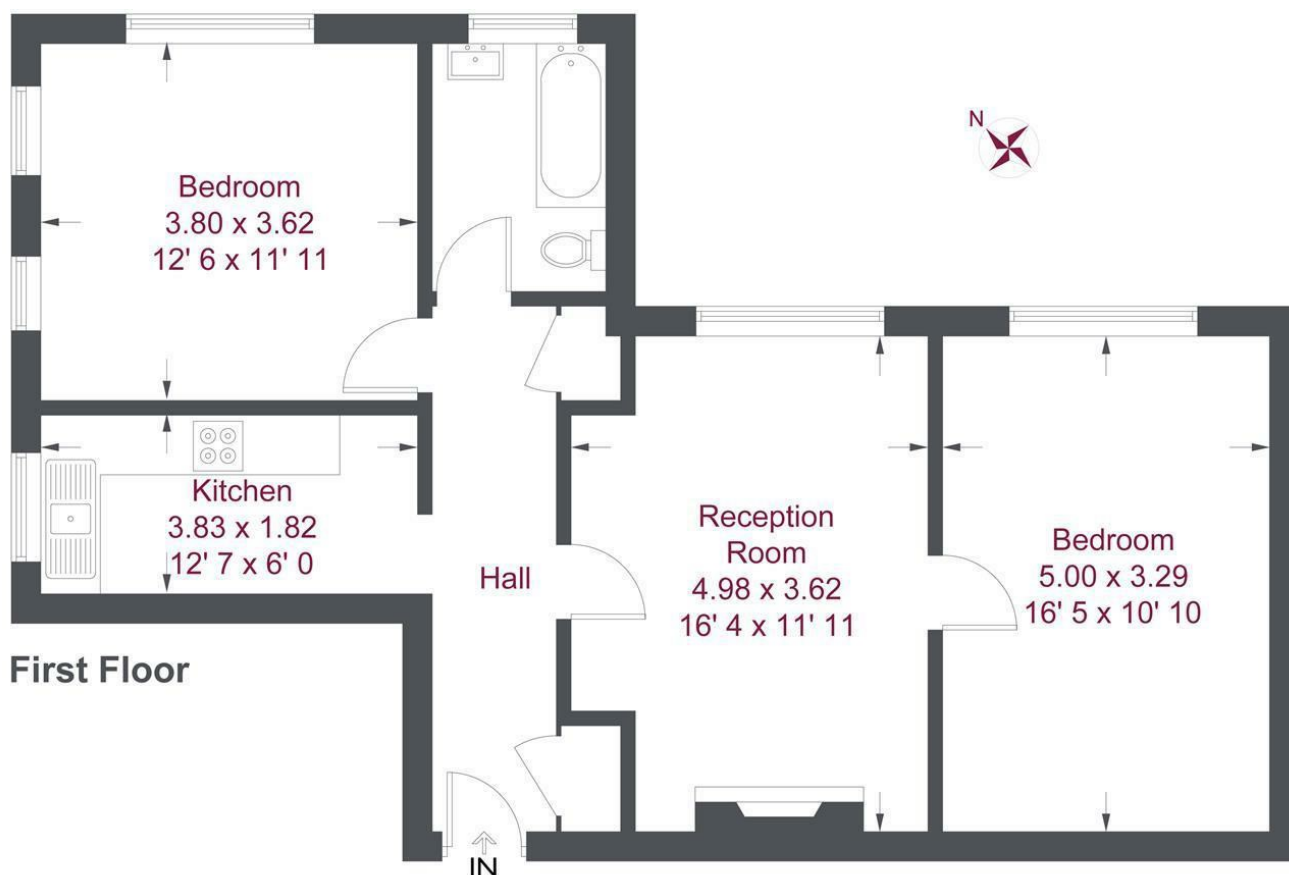 N
Bedroom
3.80 x 3.62
12' 6 x 11' 11
Kitchen
3.83 x 1.82
12' 7 x 6' 0
Hall
Reception
Room
4.98 x 3.62
16' 4 x 11' 11
Bedroom
5.00 x 3.29
16' 5 x 10' 10
First Floor
IN